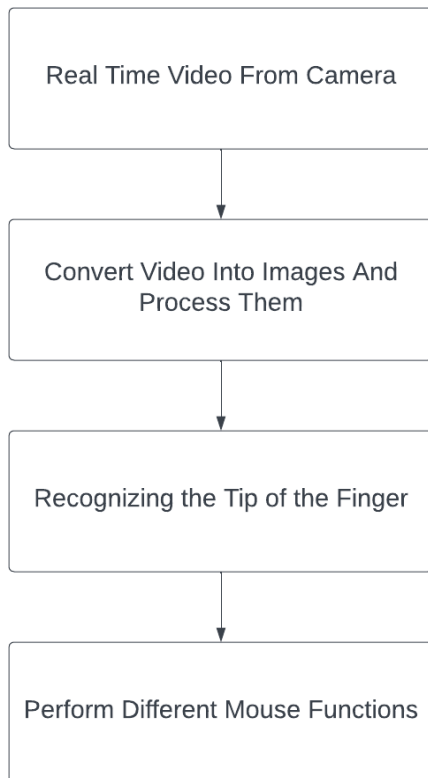 Real Time Video From Camera
Convert Video Into Images And
Process Them
Recognizing the Tip of the Finger
Perform Different Mouse Functions